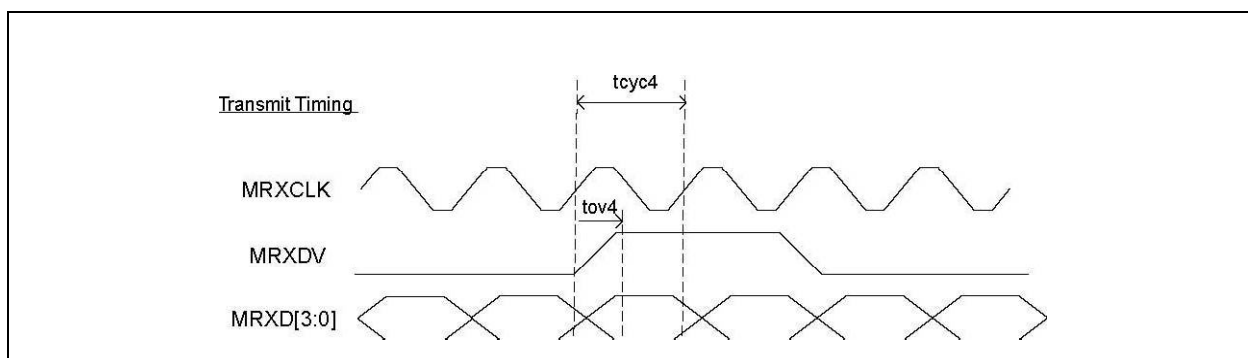 tcyc4
Transmit Timing
MRXCLK
tov4
MRXDV
MRXD[3:0]